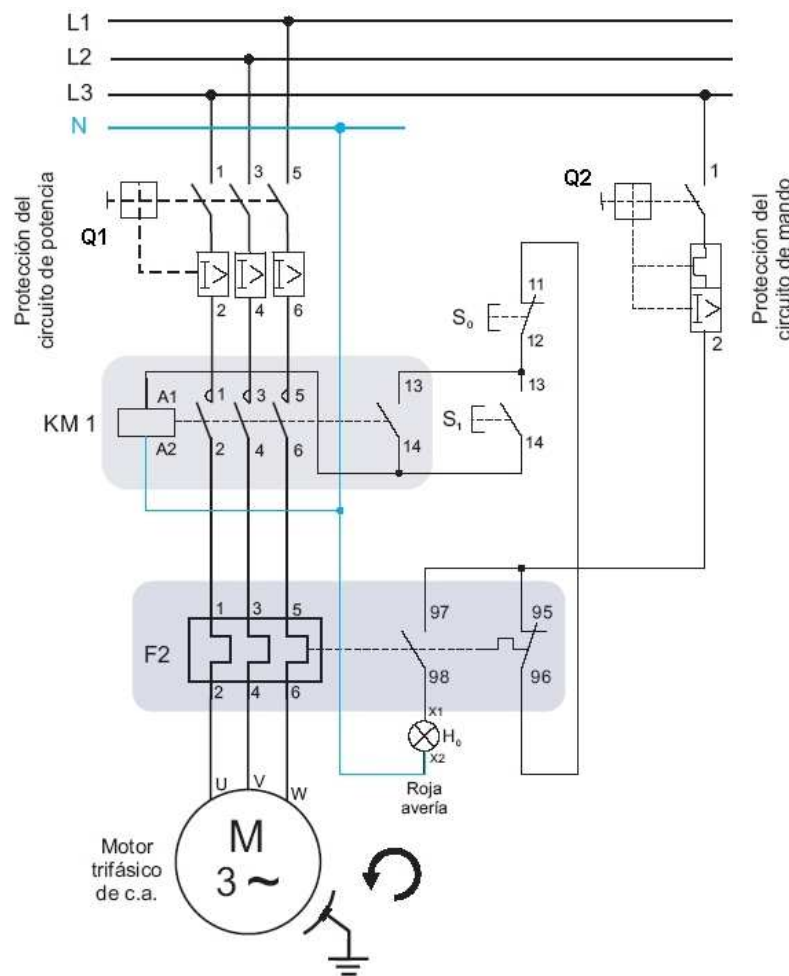 L1
L2
L3
N
Protección del
circuito de potencia
Q1
1
3
5
2
4
6
Q2
1
2
Protección del
circuito de mando
S0
11
12
KM 1
A1
A2
1
3
5
2
4
6
13
14
S1
13
14
F2
1
3
5
2
4
6
97
98
95
96
X1
H0
X2
Roja
avería
U
V
W
M
3 ~
Motor
trifásico
de c.a.